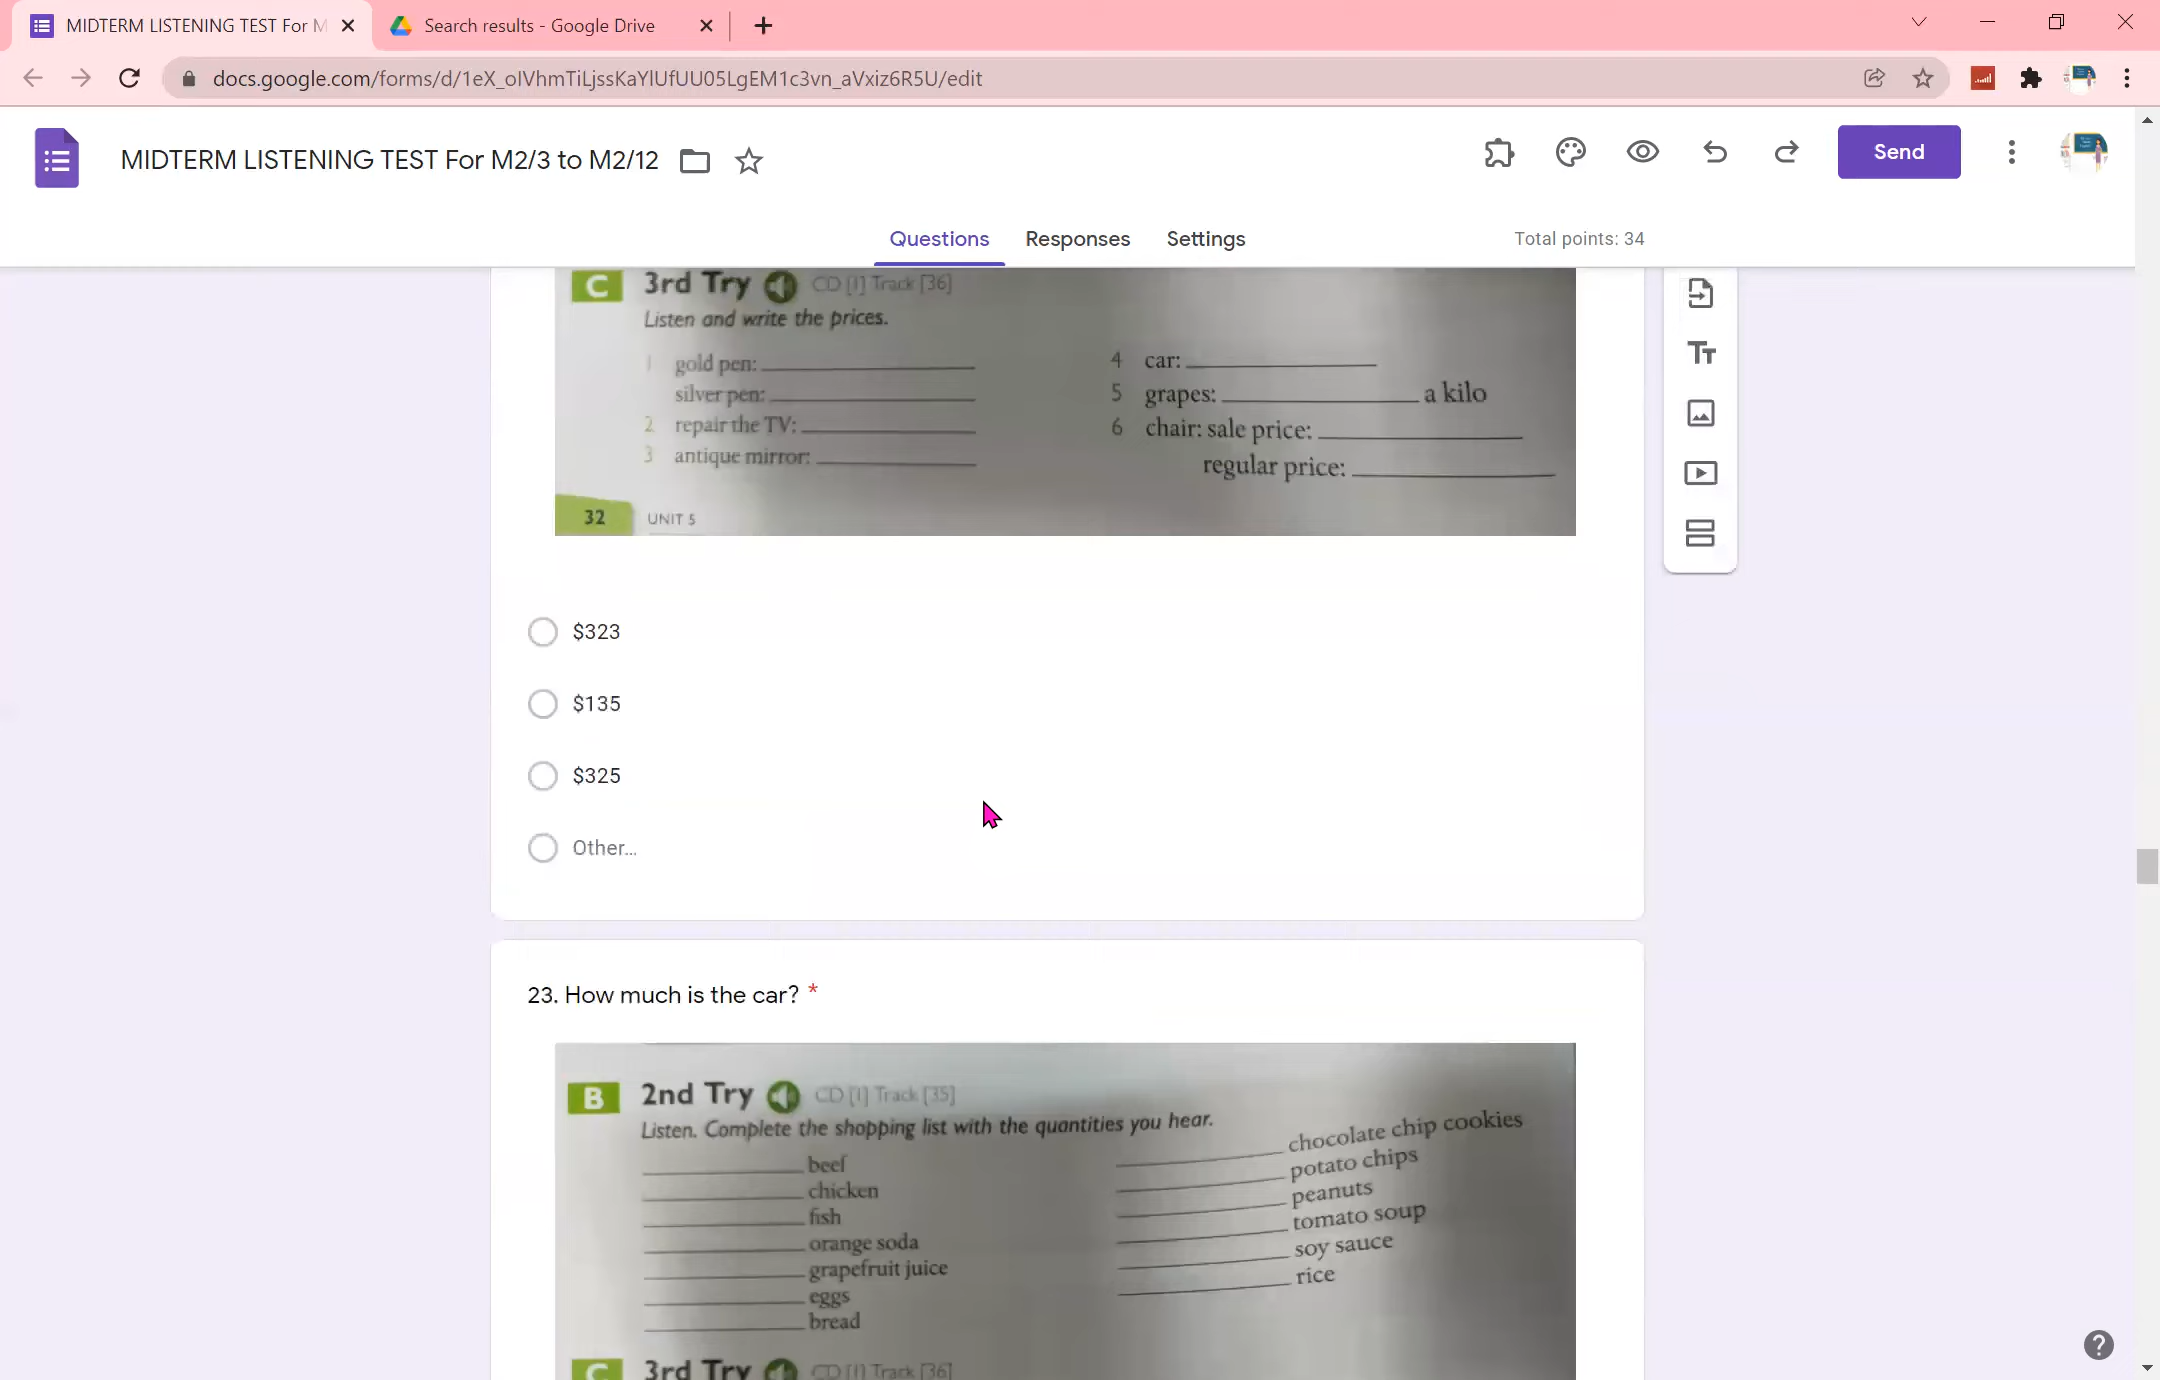 MIDTERM LISTENING TEST For M
Search results - Google Drive
docs.google.com/forms/d/1eX_oIVhmTiLjssKaYlUfUU05LgEM1c3vn_aVxiz6R5U/edit
MIDTERM LISTENING TEST For M2/3 to M2/12
Send
Questions
Responses
Settings
Total points: 34
C 3rd Try CD [1] Track [36]
Listen and write the prices.
1 gold pen:
silver pen:
2 repair the TV:
3 antique mirror:
4 car:
5 grapes: a kilo
6 chair: sale price:
regular price:
32 UNIT 5
$323
$135
$325
Other...
23. How much is the car? *
B 2nd Try CD [1] Track [35]
Listen. Complete the shopping list with the quantities you hear.
beef
chicken
fish
orange soda
grapefruit juice
eggs
bread
chocolate chip cookies
potato chips
peanuts
tomato soup
soy sauce
rice
C 3rd Try CD [1] Track [36]